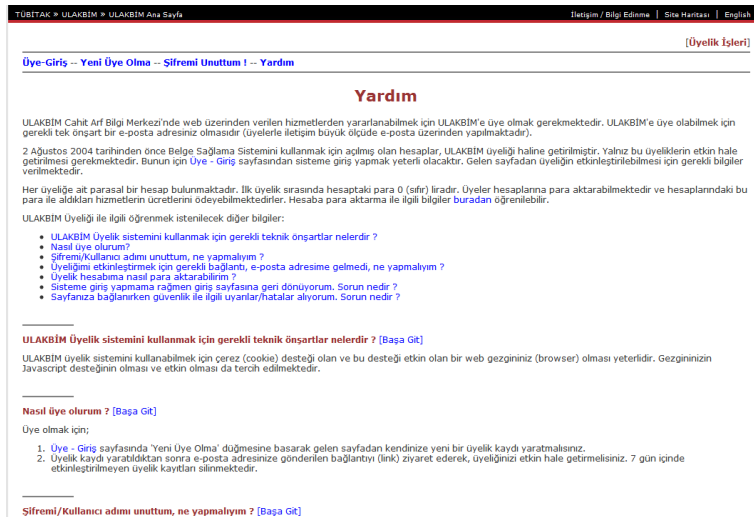 TÜBİTAK » ULAKBİM » ULAKBİM Ana Sayfa
İletişim / Bilgi Edinme | Site Haritası | English
[Üyelik İşleri]
Üye-Giriş -- Yeni Üye Olma -- Şifremi Unuttum ! -- Yardım
Yardım
ULAKBİM Cahit Arf Bilgi Merkezi'nde web üzerinden verilen hizmetlerden yararlanabilmek için ULAKBİM'e üye olmak gerekmektedir. ULAKBİM'e üye olabilmek için
gerekli tek önşart bir e-posta adresiniz olmasıdır (üyelerle iletişim büyük ölçüde e-posta üzerinden yapılmaktadır).
2 Ağustos 2004 tarihinden önce Belge Sağlama Sistemini kullanmak için açılmış olan hesaplar, ULAKBİM üyeliği haline getirilmiştir. Yalnız bu üyeliklerin etkin hale
getirilmesi gerekmektedir. Bunun için Üye - Giriş sayfasından sisteme giriş yapmak yeterli olacaktır. Gelen sayfadan üyeliğin etkinleştirilebilmesi için gerekli bilgiler
verilmektedir.
Her üyeliğe ait parasal bir hesap bulunmaktadır. İlk üyelik sırasında hesaptaki para 0 (sıfır) liradır. Üyeler hesaplarına para aktarabilmektedir ve hesaplarındaki bu
para ile aldıkları hizmetlerin ücretlerini ödeyebilmektedirler. Hesaba para aktarma ile ilgili bilgiler buradan öğrenilebilir.
ULAKBİM Üyeliği ile ilgili öğrenmek istenilecek diğer bilgiler:
• ULAKBİM Üyelik sistemini kullanmak için gerekli teknik önşartlar nelerdir ?
• Nasıl üye olurum?
• Şifremi/Kullanıcı adımı unuttum, ne yapmalıyım ?
• Üyeliğimi etkinleştirmek için gerekli bağlantı, e-posta adresime gelmedi, ne yapmalıyım ?
• Üyelik hesabıma nasıl para aktarabilirim ?
• Sisteme giriş yapmama rağmen giriş sayfasına geri dönüyorum. Sorun nedir ?
• Sayfanıza bağlanırken güvenlik ile ilgili uyarılar/hatalar alıyorum. Sorun nedir ?
ULAKBİM Üyelik sistemini kullanmak için gerekli teknik önşartlar nelerdir ? [Başa Git]
ULAKBİM üyelik sistemini kullanabilmek için çerez (cookie) desteği olan ve bu desteği etkin olan bir web gezgininiz (browser) olması yeterlidir. Gezgininizin
Javascript desteğinin olması ve etkin olması da tercih edilmektedir.
Nasıl üye olurum ? [Başa Git]
Üye olmak için;
1. Üye - Giriş sayfasında 'Yeni Üye Olma' düğmesine basarak gelen sayfadan kendinize yeni bir üyelik kaydı yaratmalısınız.
2. Üyelik kaydı yaratıldıktan sonra e-posta adresinize gönderilen bağlantıyı (link) ziyaret ederek, üyeliğinizi etkin hale getirmelisiniz. 7 gün içinde
etkinleştirilmeyen üyelik kayıtları silinmektedir.
Şifremi/Kullanıcı adımı unuttum, ne yapmalıyım ? [Başa Git]